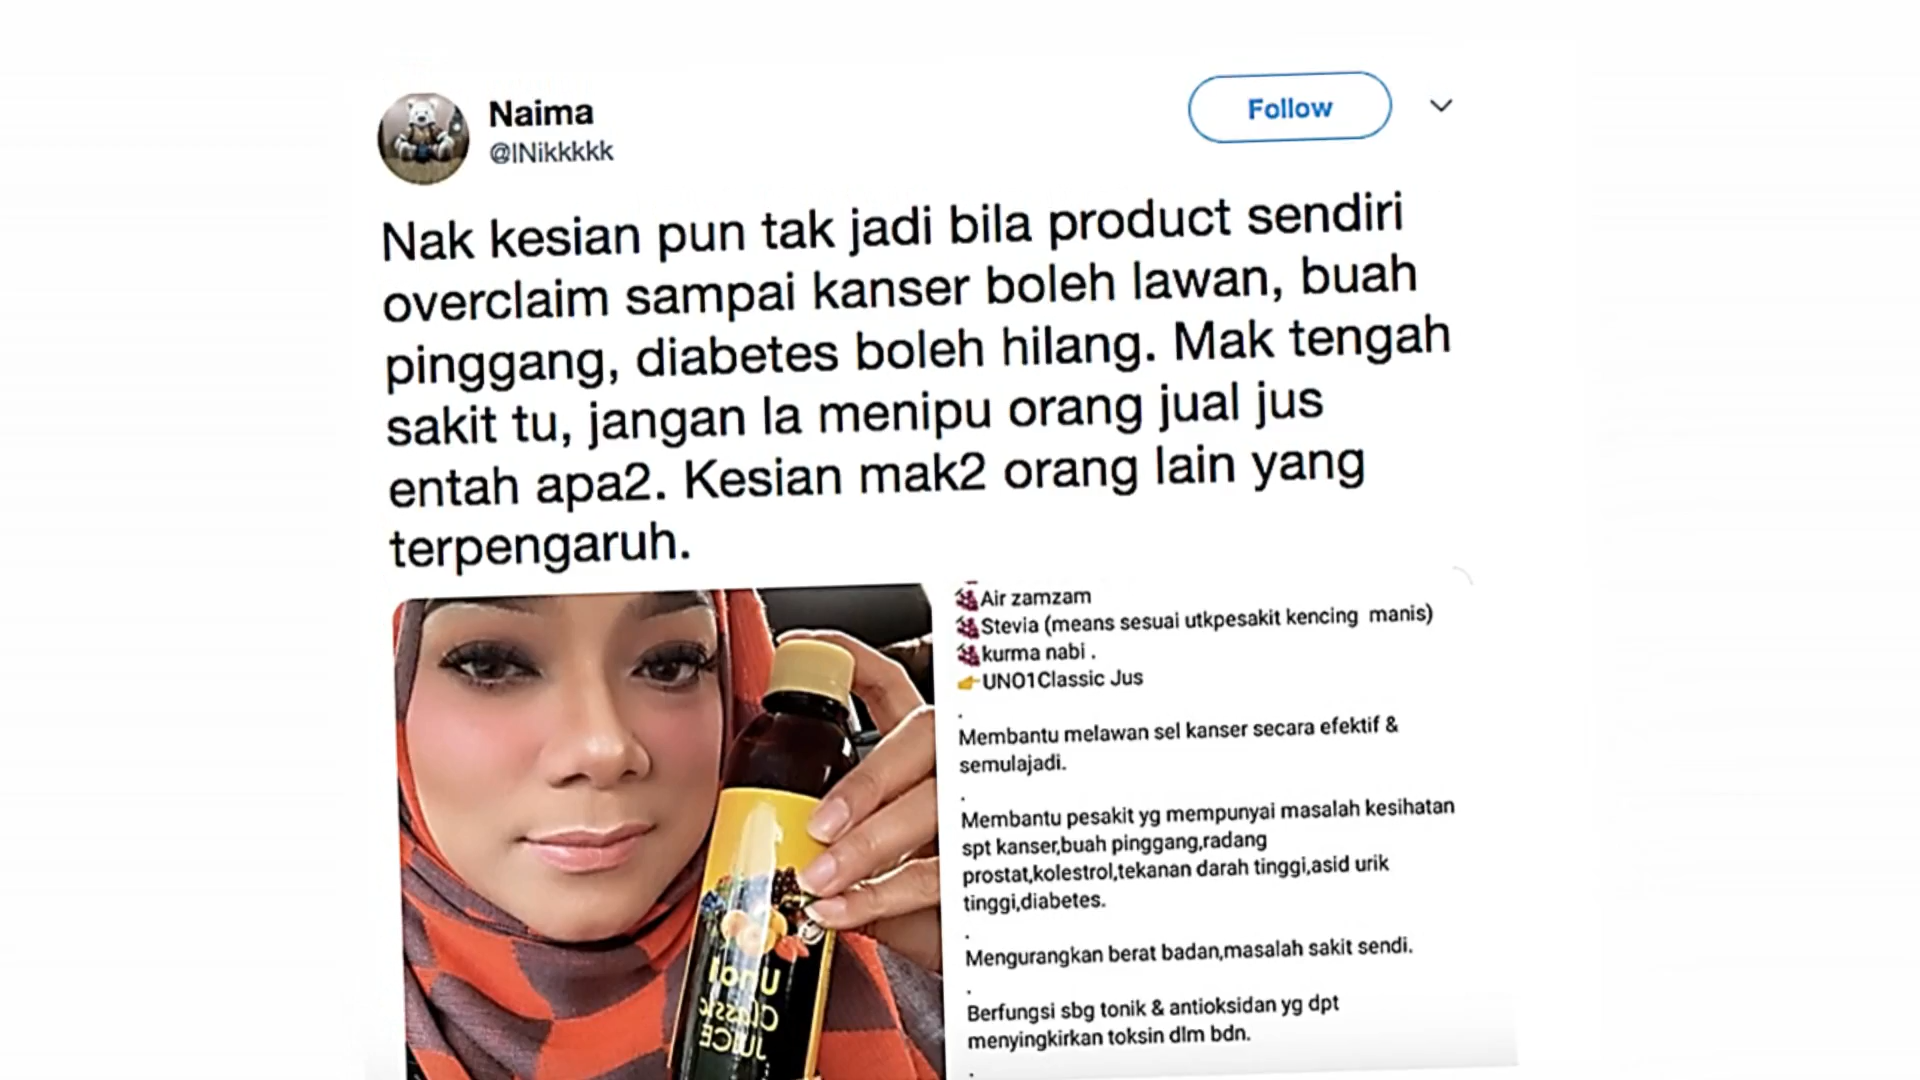 Naima
@INikkkkk
Follow
Nak kesian pun tak jadi bila product sendiri
overclaim sampai kanser boleh lawan, buah
pinggang, diabetes boleh hilang. Mak tengah
sakit tu, jangan la menipu orang jual jus
entah apa2. Kesian mak2 orang lain yang
terpengaruh.
Uno1
Classic
JUICE
Air zamzam
Stevia (means sesuai utkpesakit kencing manis)
kurma nabi .
UNO1Classic Jus
.
Membantu melawan sel kanser secara efektif &
semulajadi.
.
Membantu pesakit yg mempunyai masalah kesihatan
spt kanser,buah pinggang,radang
prostat,kolestrol,tekanan darah tinggi,asid urik
tinggi,diabetes.
.
Mengurangkan berat badan,masalah sakit sendi.
.
Berfungsi sbg tonik & antioksidan yg dpt
menyingkirkan toksin dlm bdn.
.